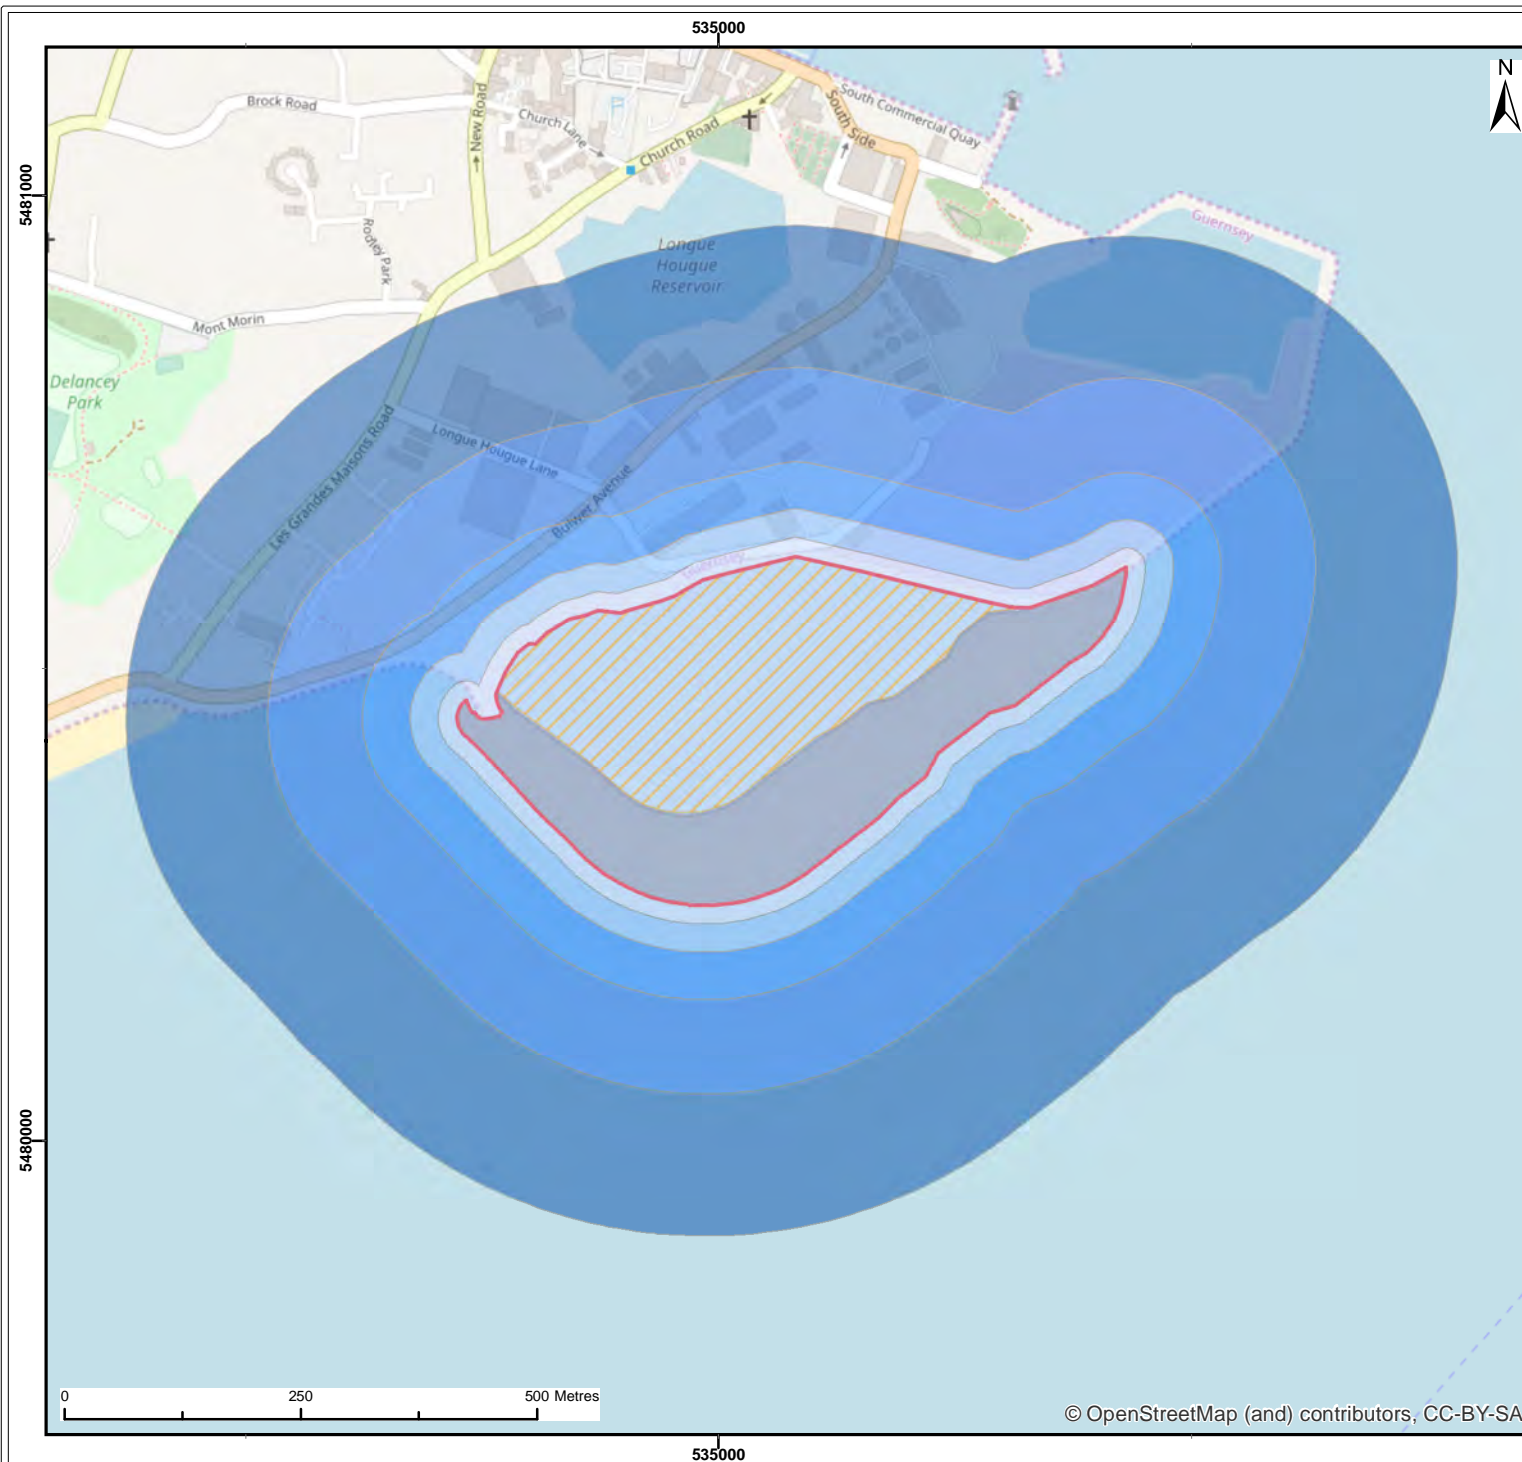 535000
N
Brock Road
New Road
Church Lane
Church Road
South Side
South Commercial Quay
5481000
Guernsey
Rodley Park
Longue
Hougue
Reservoir
Mont Morin
Delancey
Park
Les Grandes Maisons Road
Longue Hougue Lane
Bulwer Avenue
Guernsey
5480000
0 250 500 Metres
© OpenStreetMap (and) contributors, CC-BY-SA
535000